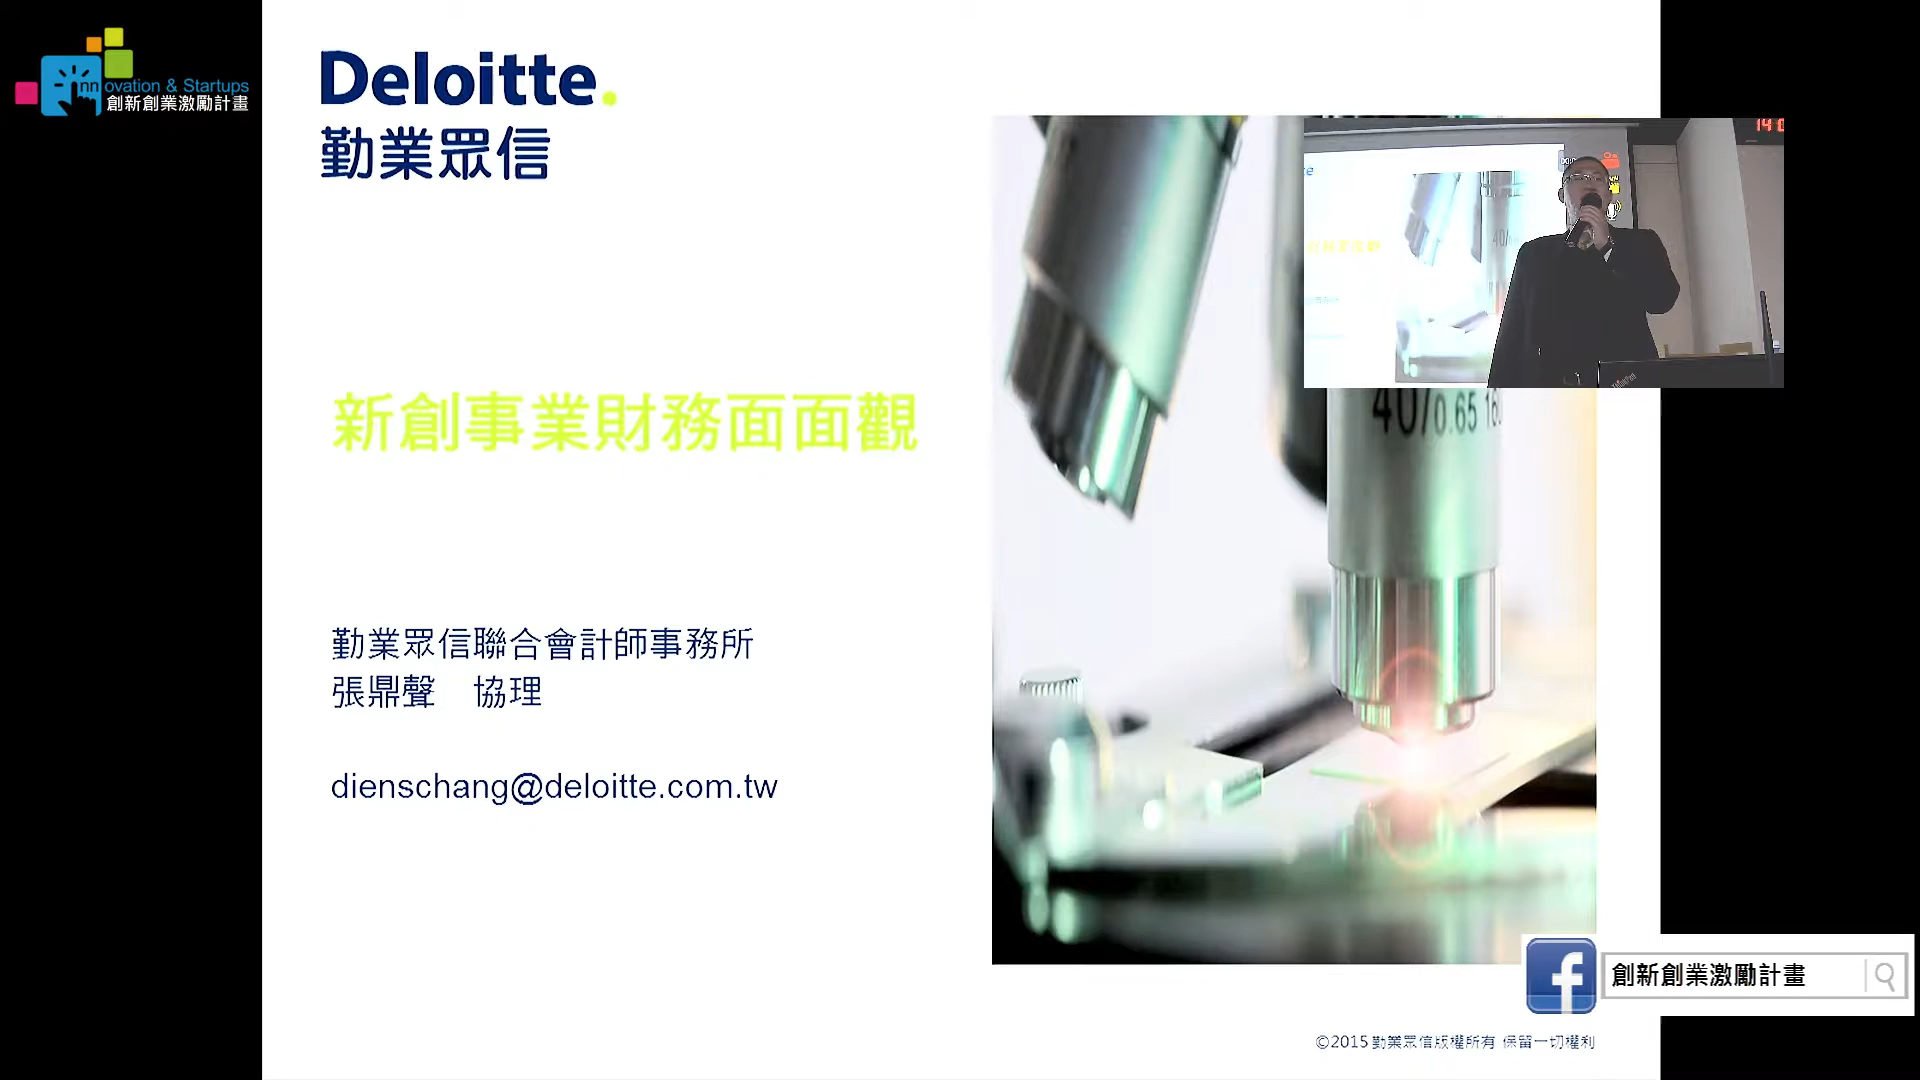 Innovation & Startups
創新創業激勵計畫
Deloitte.
勤業眾信
新創事業財務面面觀
勤業眾信聯合會計師事務所
張鼎聲 協理
dienschang@deloitte.com.tw
40/0.65 160
創新創業激勵計畫
©2015 勤業眾信版權所有 保留一切權利